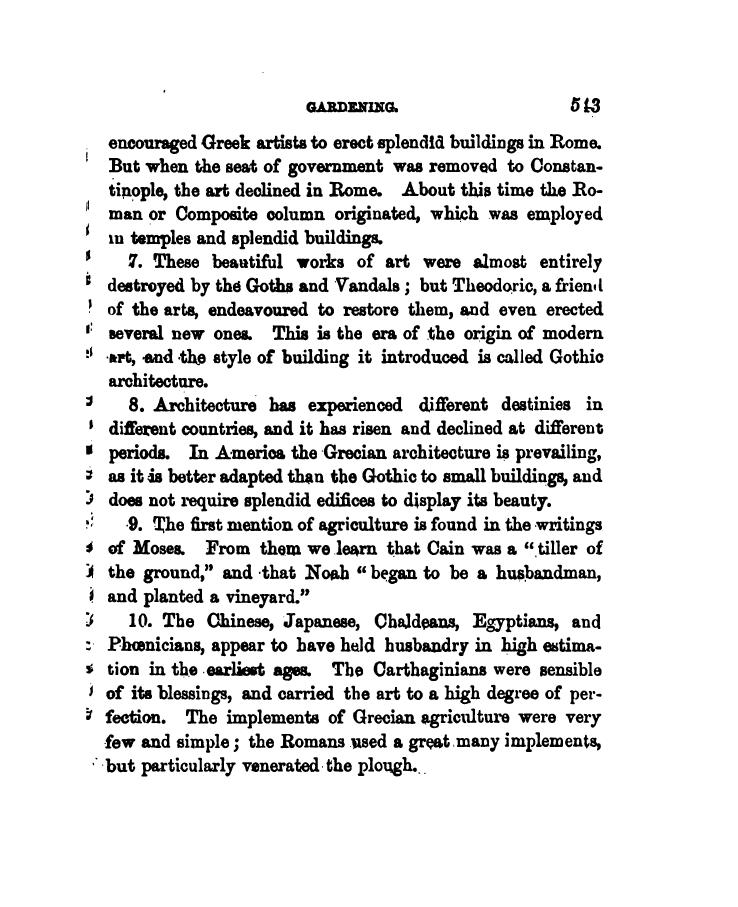 GARDENING. 543
encouraged Greek artists to erect splendid buildings in Rome.
But when the seat of government was removed to Constan-
tinople, the art declined in Rome. About this time the Ro-
man or Composite column originated, which was employed
in temples and splendid buildings.
7. These beautiful works of art were almost entirely
destroyed by the Goths and Vandals; but Theodoric, a friend
of the arts, endeavoured to restore them, and even erected
several new ones. This is the era of the origin of modern
art, and the style of building it introduced is called Gothic
architecture.
8. Architecture has experienced different destinies in
different countries, and it has risen and declined at different
periods. In America the Grecian architecture is prevailing,
as it is better adapted than the Gothic to small buildings, and
does not require splendid edifices to display its beauty.
9. The first mention of agriculture is found in the writings
of Moses. From them we learn that Cain was a “tiller of
the ground,” and that Noah “began to be a husbandman,
and planted a vineyard.”
10. The Chinese, Japanese, Chaldeans, Egyptians, and
Phœnicians, appear to have held husbandry in high estima-
tion in the earliest ages. The Carthaginians were sensible
of its blessings, and carried the art to a high degree of per-
fection. The implements of Grecian agriculture were very
few and simple; the Romans used a great many implements,
but particularly venerated the plough.